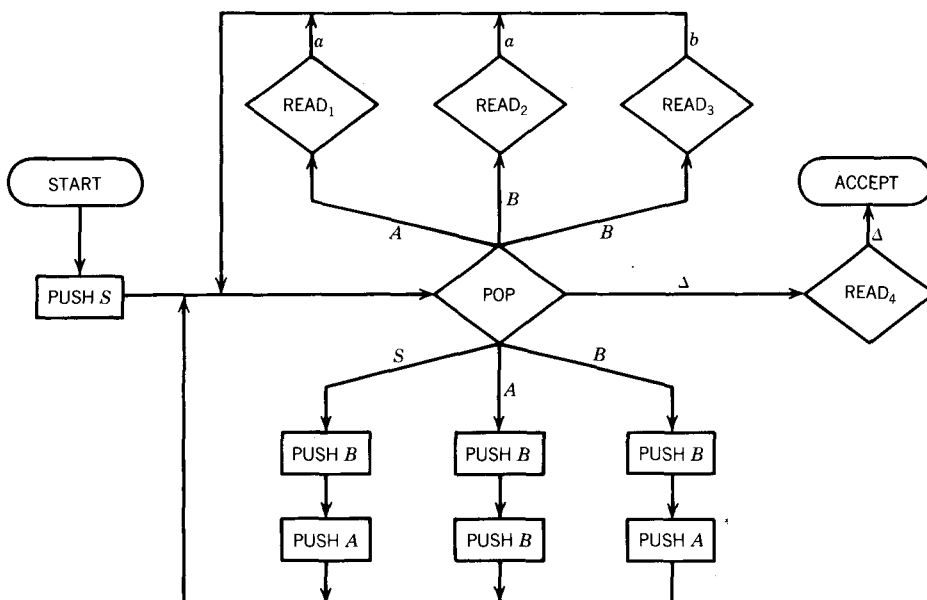 a a b
READ₁ READ₂ READ₃
START ACCEPT
B
A B Δ
PUSH S POP Δ READ₄
S B
A
PUSH B PUSH B PUSH B
PUSH A PUSH B PUSH A